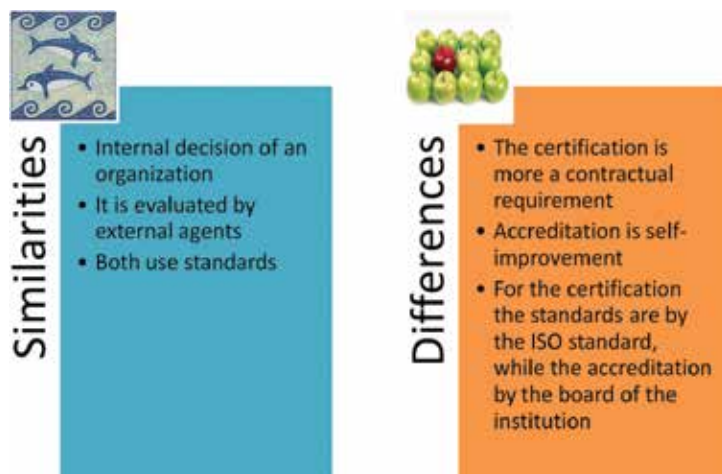 Similarities
• Internal decision of an
organization
• It is evaluated by
external agents
• Both use standards
Differences
• The certification is
more a contractual
requirement
• Accreditation is self-
improvement
• For the certification
the standards are by
the ISO standard,
while the accreditation
by the board of the
institution